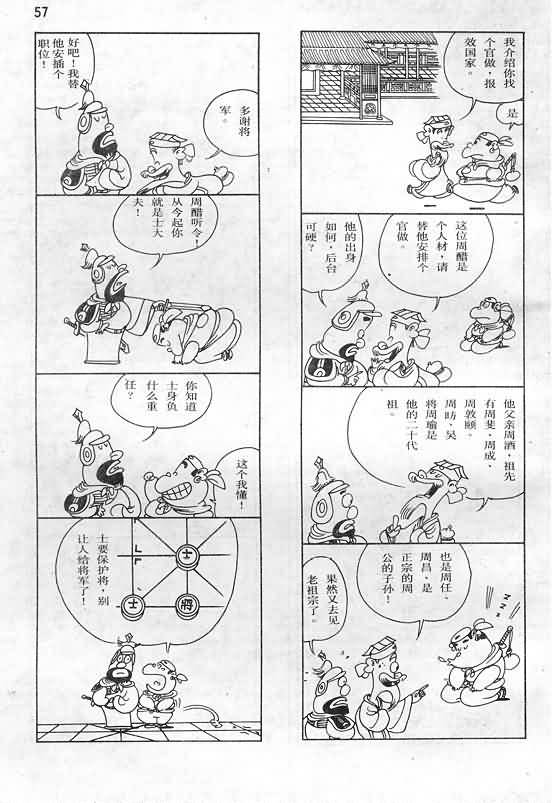 57
我介绍你找
个官做，报
效国家。
是
这位周醋是
个人材，请
替他安排个
官做。
他的出身
如何，后台
可硬？
他父亲周酒，祖先
有周斐、周成、
周敦颐、
周昉、吴
将周瑜是
他的二十代
祖。
也是周任、
周昌，是
正宗的周
公的子孙！
zzz
果然又去见
老祖宗了。
好吧！我替
他安插个
职位！
多谢将
军。
周醋听令！
从今起你
就是士大
夫！
你知道
士身负
什么重
任？
这个我懂！
士
士
將
士要保护将，别
让人给将军了！